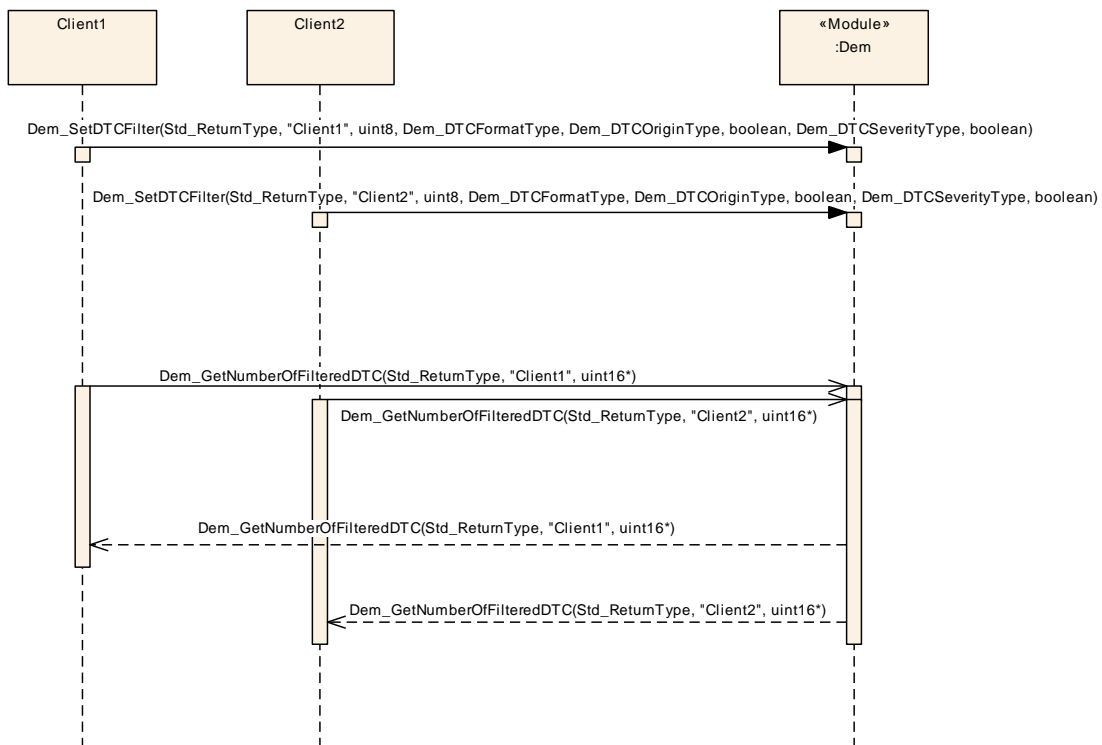 Client1
Client2
«Module»
:Dem
Dem_SetDTCFilter(Std_ReturnType, "Client1", uint8, Dem_DTCFormatType, Dem_DTCOriginType, boolean, Dem_DTCSeverityType, boolean)
Dem_SetDTCFilter(Std_ReturnType, "Client2", uint8, Dem_DTCFormatType, Dem_DTCOriginType, boolean, Dem_DTCSeverityType, boolean)
Dem_GetNumberOfFilteredDTC(Std_ReturnType, "Client1", uint16*)
Dem_GetNumberOfFilteredDTC(Std_ReturnType, "Client2", uint16*)
Dem_GetNumberOfFilteredDTC(Std_ReturnType, "Client1", uint16*)
Dem_GetNumberOfFilteredDTC(Std_ReturnType, "Client2", uint16*)